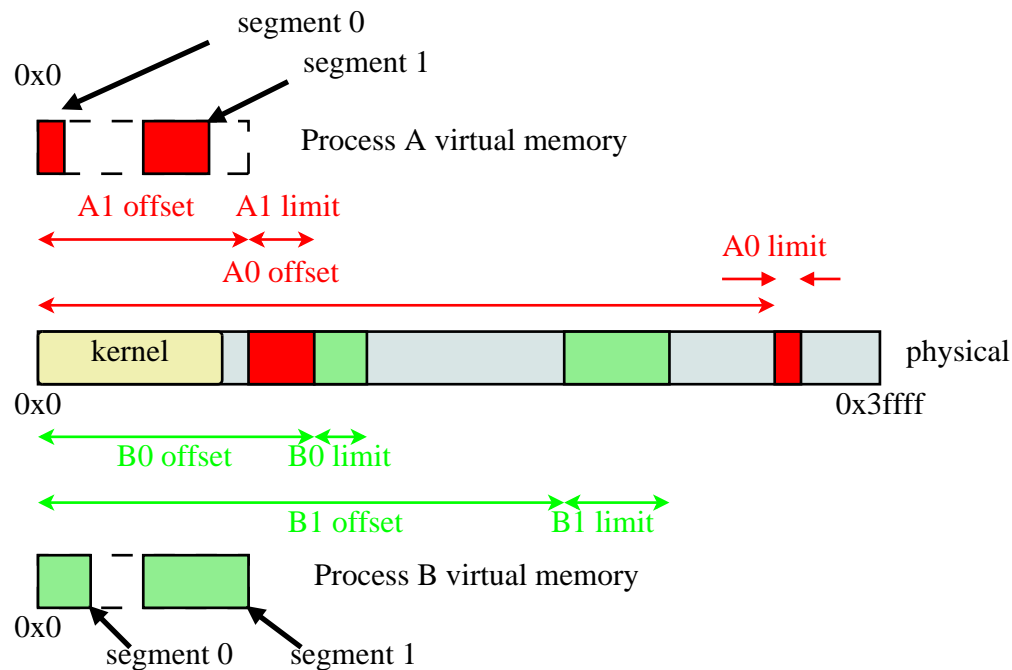 segment 0
segment 1
0x0
Process A virtual memory
A1 offset
A1 limit
A0 limit
A0 offset
kernel
physical
0x0
0x3ffff
B0 offset
B0 limit
B1 offset
B1 limit
Process B virtual memory
0x0
segment 0
segment 1